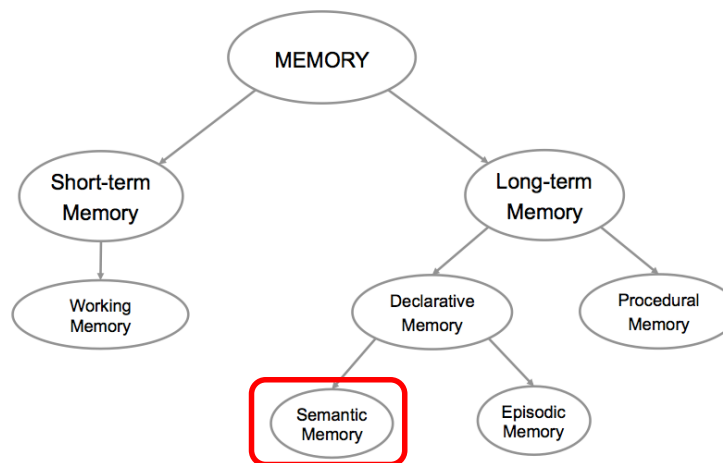 MEMORY
Short-term
Memory
Long-term
Memory
Working
Memory
Declarative
Memory
Procedural
Memory
Semantic
Memory
Episodic
Memory